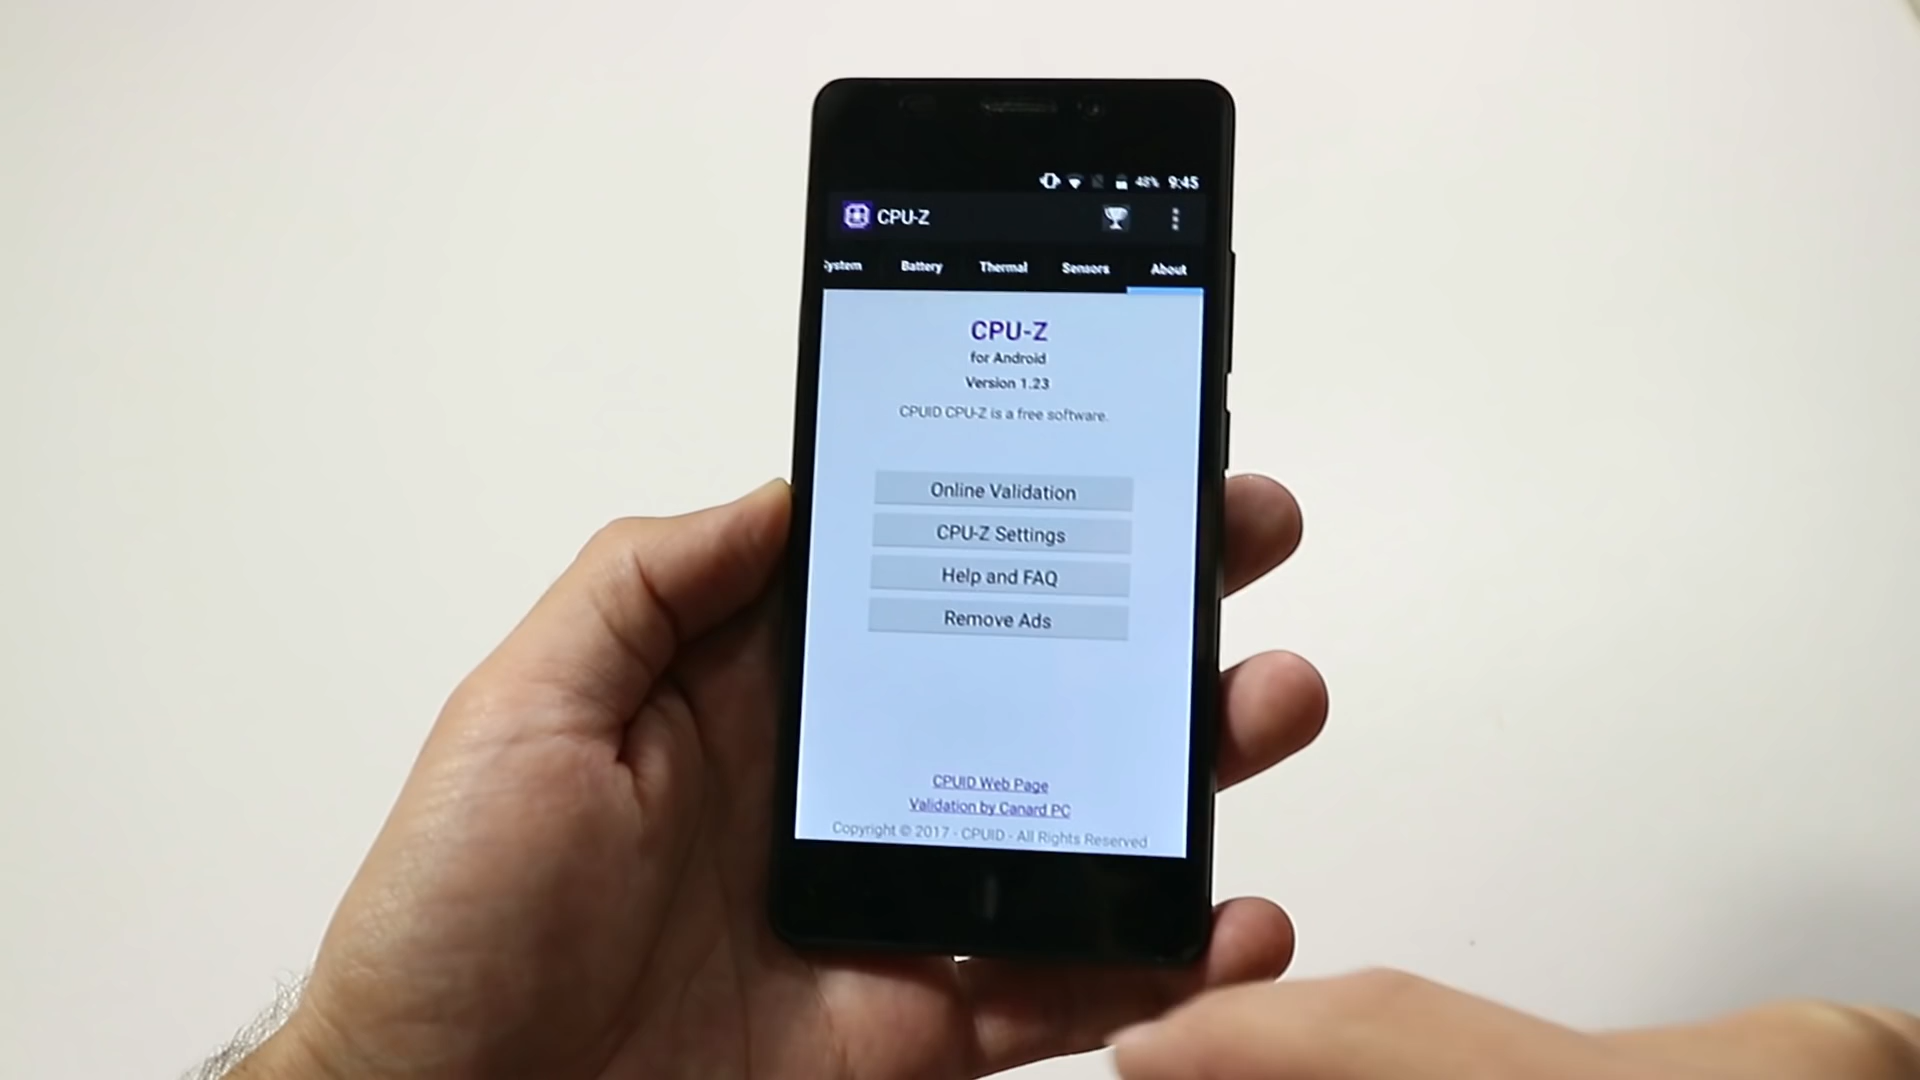 48% 9:45
CPU-Z
System Battery Thermal Sensors About
CPU-Z
for Android
Version 1.23
CPUID CPU-Z is a free software.
Online Validation
CPU-Z Settings
Help and FAQ
Remove Ads
CPUID Web Page
Validation by Canard PC
Copyright © 2017 - CPUID - All Rights Reserved